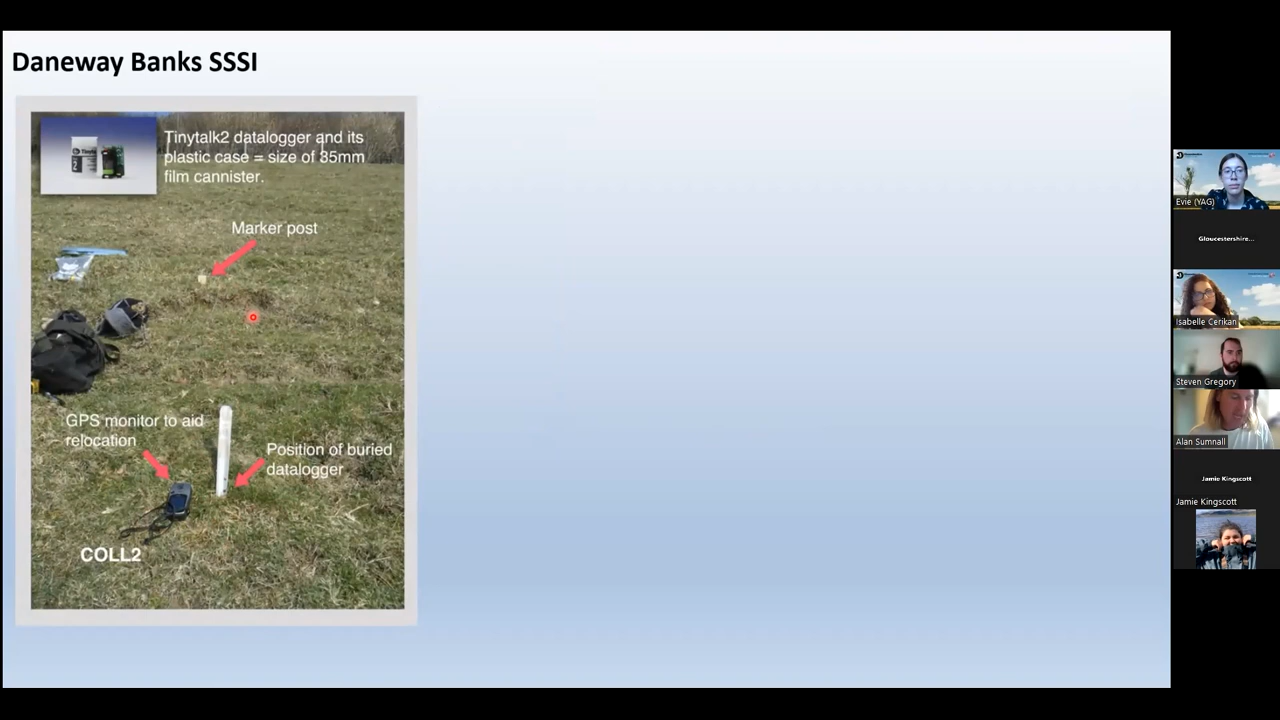 Daneway Banks SSSI
Tinytalk2 datalogger and its
plastic case = size of 35mm
film cannister.
Marker post
GPS monitor to aid
relocation
Position of buried
datalogger
COLL2
Evie (YAG)
Gloucestershire...
Isabelle Cerikan
Steven Gregory
Alan Sumnall
Jamie Kingscott
Jamie Kingscott